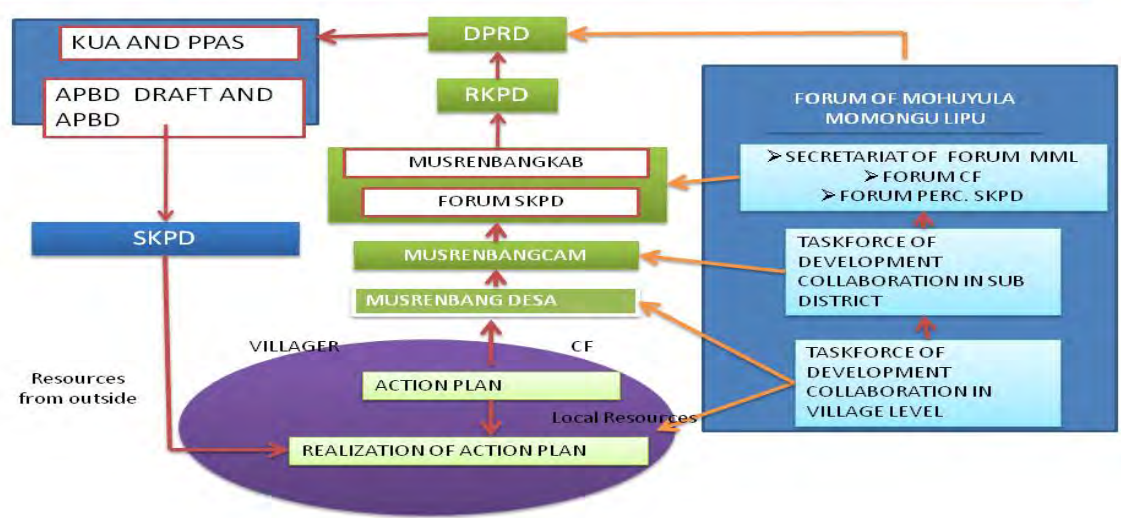 KUA AND PPAS
APBD DRAFT AND
APBD
SKPD
Resources
from outside
DPRD
RKPD
MUSRENBANGKAB
FORUM SKPD
MUSRENBANGCAM
MUSRENBANG DESA
VILLAGER
CF
ACTION PLAN
Local Resources
REALIZATION OF ACTION PLAN
FORUM OF MOHUYULA
MOMONGU LIPU
➢SECRETARIAT OF FORUM MML
➢FORUM CF
➢FORUM PERC. SKPD
TASKFORCE OF
DEVELOPMENT
COLLABORATION IN SUB
DISTRICT
TASKFORCE OF
DEVELOPMENT
COLLABORATION IN
VILLAGE LEVEL